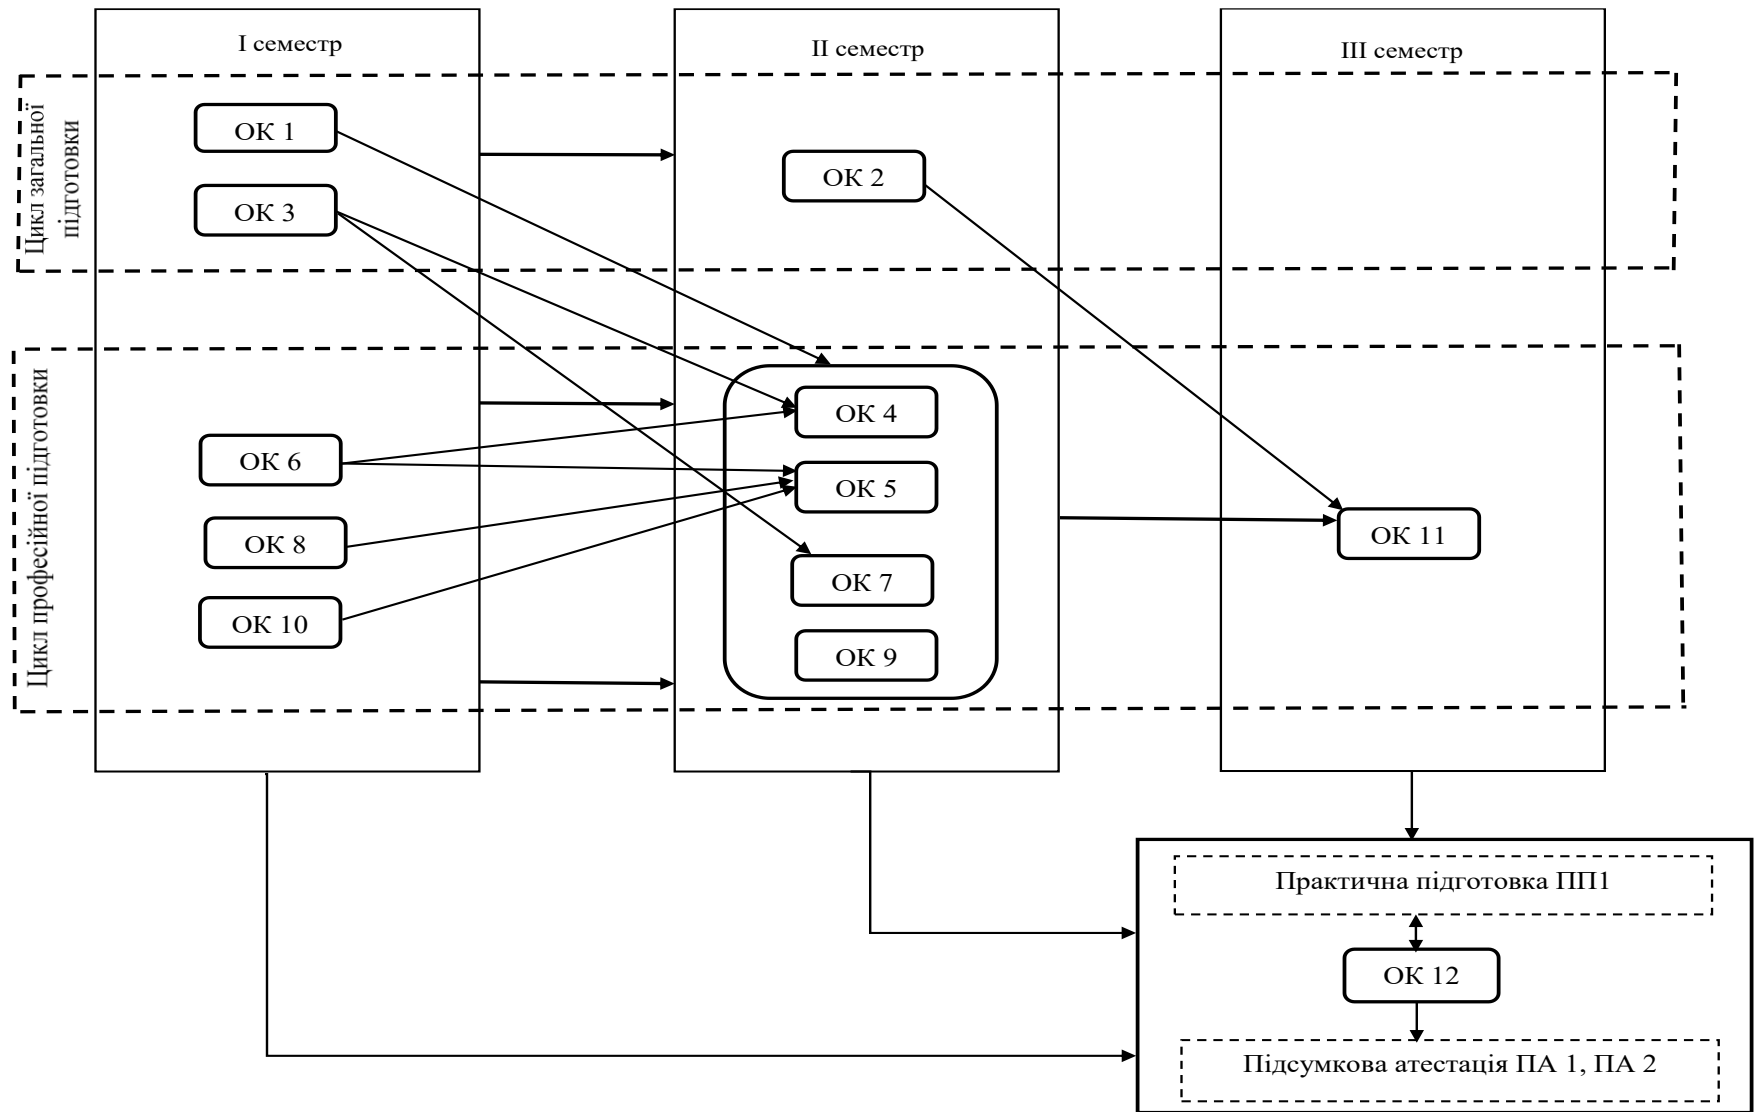 І семестр
ІІ семестр
ІІІ семестр
Цикл загальної
підготовки
ОК 1
ОК 3
ОК 2
Цикл професійної підготовки
ОК 6
ОК 8
ОК 10
ОК 4
ОК 5
ОК 7
ОК 9
ОК 11
Практична підготовка ПП1
ОК 12
Підсумкова атестація ПА 1, ПА 2